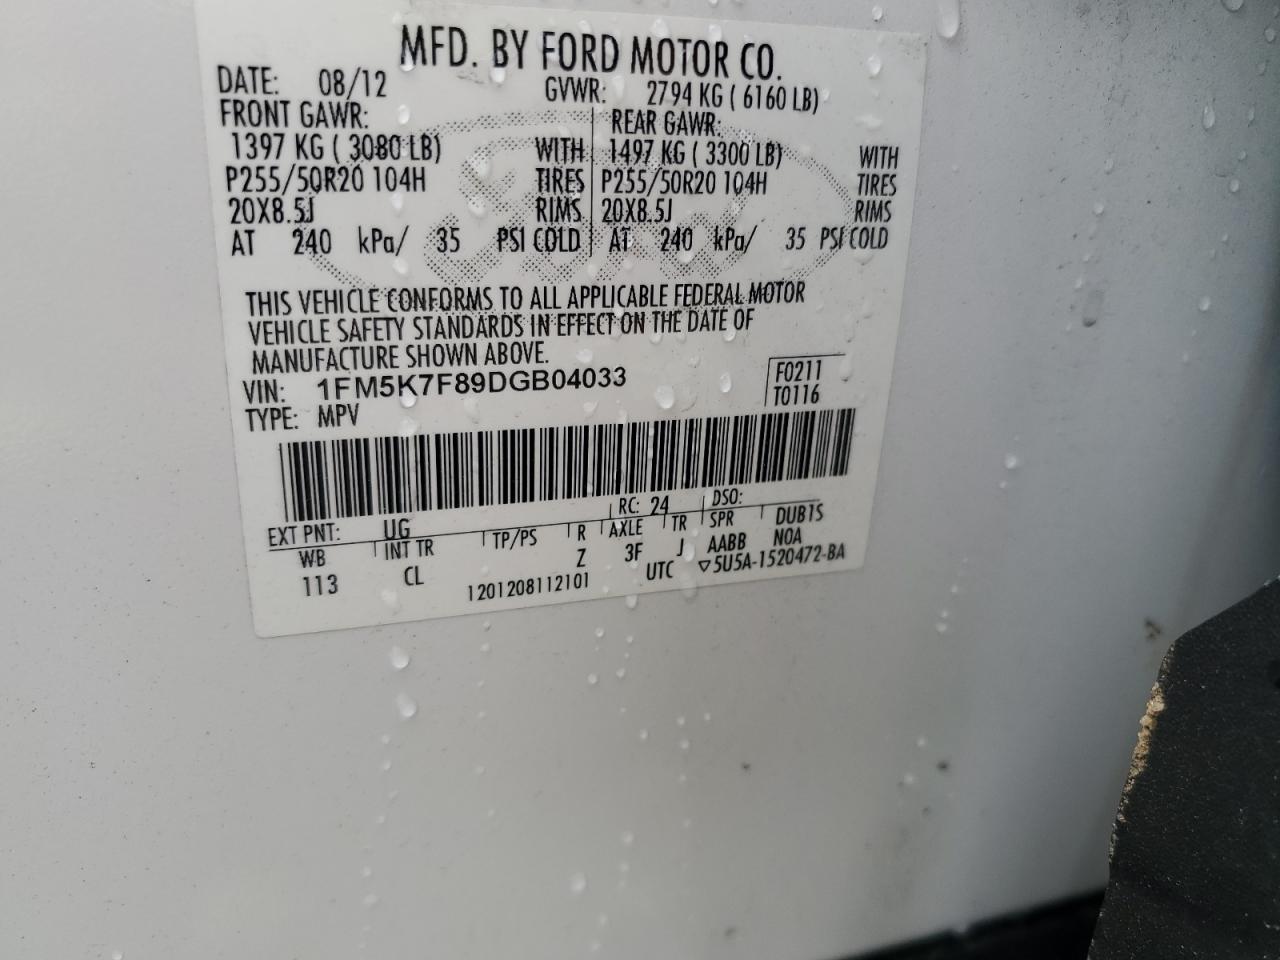 MFD. BY FORD MOTOR CO.
DATE: 08/12 GVWR: 2794 KG ( 6160 LB)
FRONT GAWR: REAR GAWR:
1397 KG ( 3080 LB) WITH 1497 KG ( 3300 LB) WITH
P255/50R20 104H TIRES P255/50R20 104H TIRES
20X8.5J RIMS 20X8.5J RIMS
AT 240 kPa/ 35 PSI COLD AT 240 kPa/ 35 PSI COLD
THIS VEHICLE CONFORMS TO ALL APPLICABLE FEDERAL MOTOR
VEHICLE SAFETY STANDARDS IN EFFECT ON THE DATE OF
MANUFACTURE SHOWN ABOVE.
VIN: 1FM5K7F89DGB04033 F0211
TYPE: MPV T0116
EXT PNT: UG RC: 24 DSO:
WB INT TR TP/PS R AXLE TR SPR DUB1S
113 CL Z 3F J AABB NOA
1201208112101 UTC ▽5U5A-1520472-BA